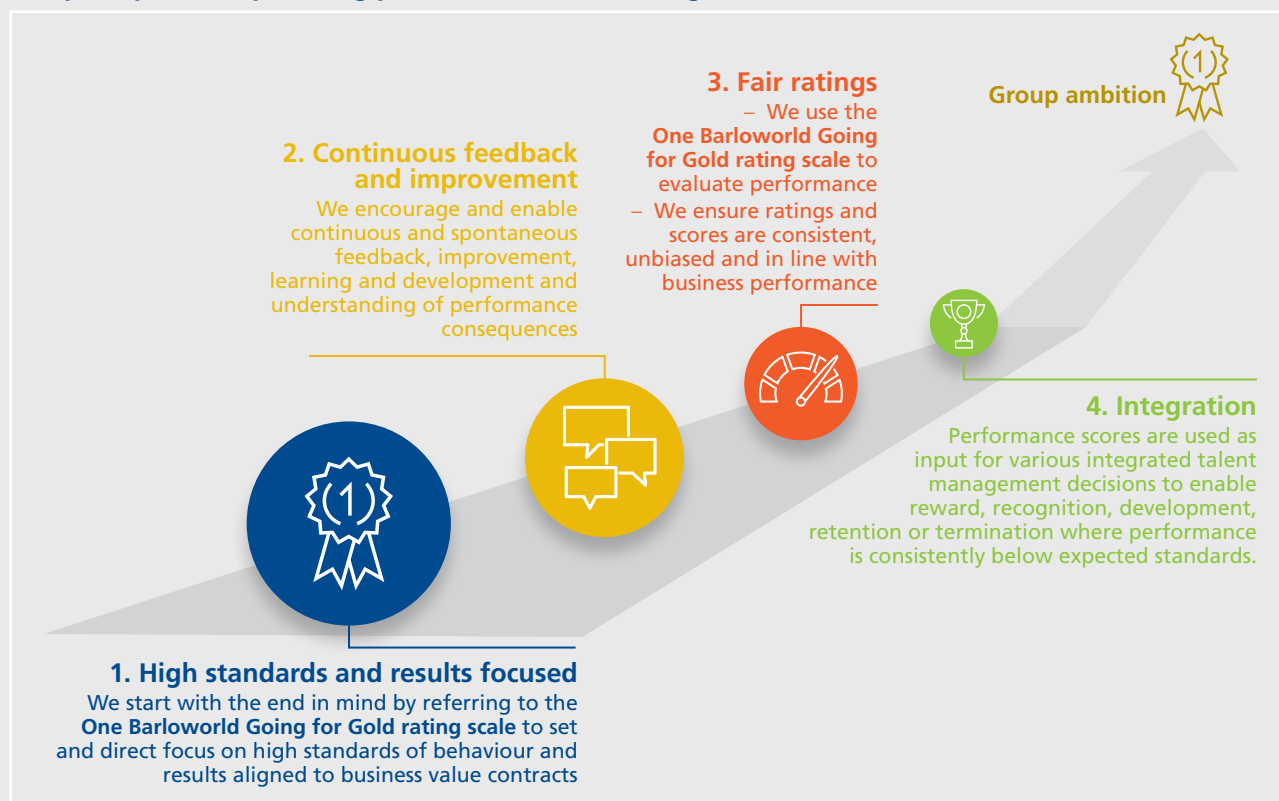 1. High standards and results focused
We start with the end in mind by referring to the
One Barloworld Going for Gold rating scale to set
and direct focus on high standards of behaviour and
results aligned to business value contracts
2. Continuous feedback
and improvement
We encourage and enable
continuous and spontaneous
feedback, improvement,
learning and development and
understanding of performance
consequences
3. Fair ratings
– We use the
One Barloworld Going
for Gold rating scale to
evaluate performance
– We ensure ratings and
scores are consistent,
unbiased and in line with
business performance
4. Integration
Performance scores are used as
input for various integrated talent
management decisions to enable
reward, recognition, development,
retention or termination where performance
is consistently below expected standards.
Group ambition
1
1